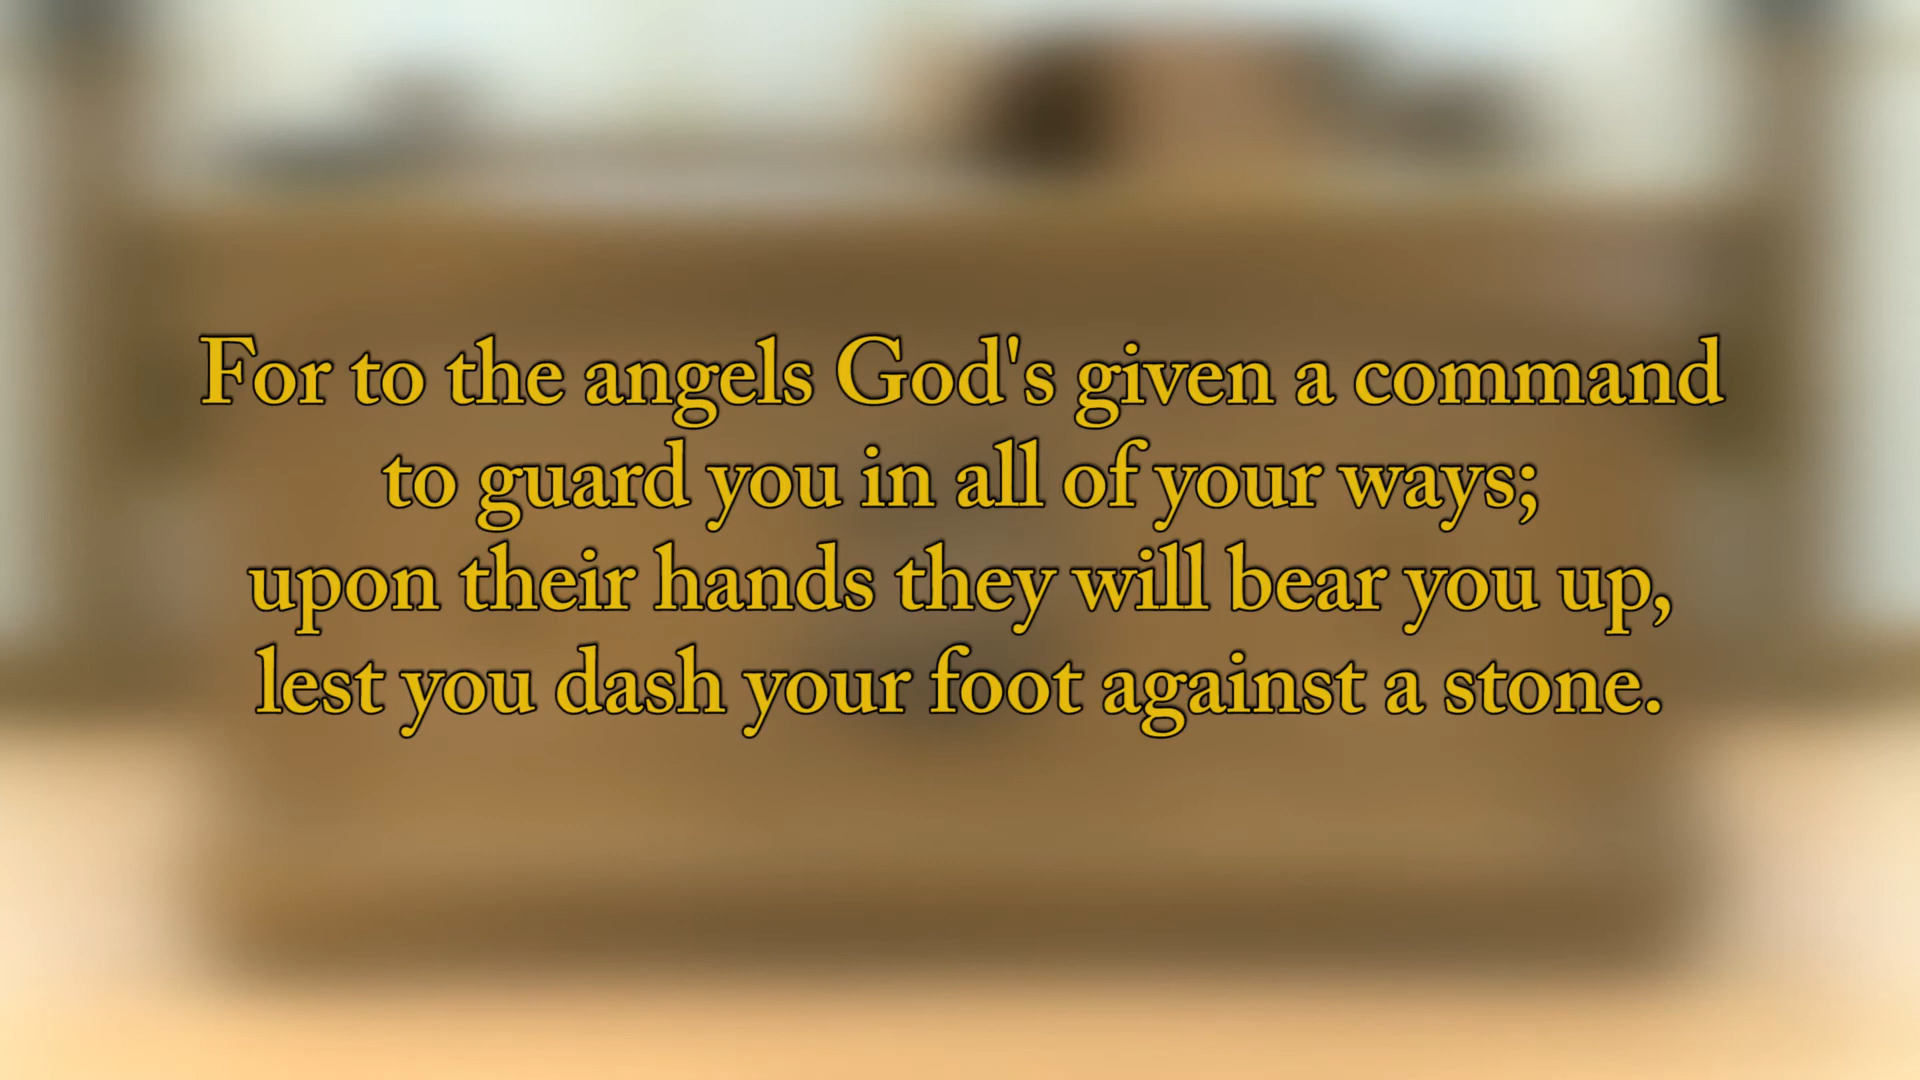 For to the angels God's given a command
to guard you in all of your ways;
upon their hands they will bear you up,
lest you dash your foot against a stone.